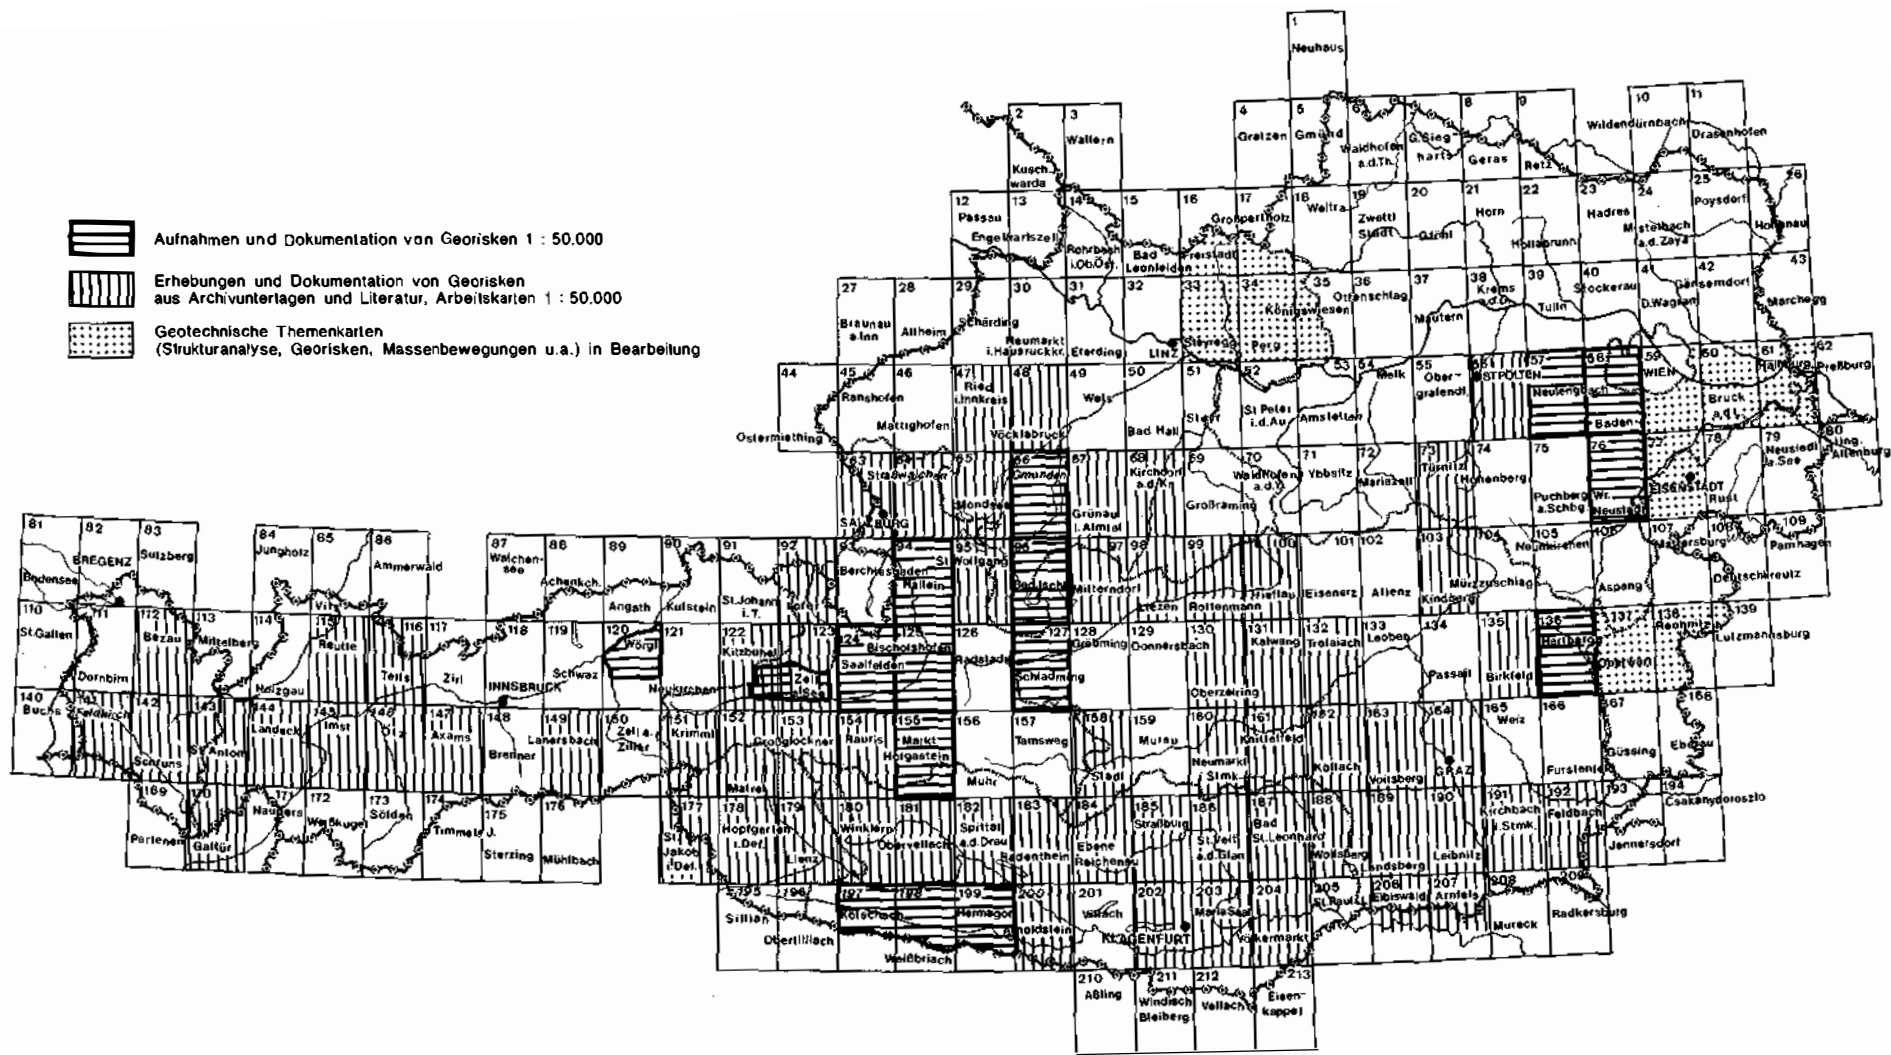 Aufnahmen und Dokumentation von Georisken 1 : 50.000
Erhebungen und Dokumentation von Georisken
aus Archivunterlagen und Literatur, Arbeitskarten 1 : 50.000
Geotechnische Themenkarten
(Strukturanalyse, Georisken, Massenbewegungen u.a.) in Bearbeitung
1
Neuhaus
2
Kusch-
warda
3
Wallern
4
Gratzen
5
Gmünd
6
Waidhofen
a.d.Th.
G.Sieg-
harts
8
Geras
9
Retz
10
Wildendürnbach
11
Drasenhofen
12
Passau
13
Engelhartszell
14
Rohrbach
i.Ob.Öst.
15
Bad
Leonfelden
16
Freistadt
17
Großpertholz
18
Weitra
19
Zwettl
Stadt
20
Gföhl
21
Horn
22
Hollabrunn
23
Hadres
24
Mistelbach
a.d.Zaya
25
Poysdorf
26
Hohenau
27
Braunau
a.Inn
28
Altheim
29
Schärding
30
Neumarkt
i.Hausruckkr.
31
Eferding
32
LINZ
33
Steyregg
34
Perg
35
Königswiesen
36
Ottenschlag
37
Mautern
38
Krems
a.d.D.
39
Tulln
40
Stockerau
41
D.Wagram
42
Gänserndorf
43
Marchegg
44
Ostermiething
45
Ranshofen
46
Mattighofen
47
Ried
i.Innkreis
48
Vöcklabruck
49
Wels
50
Bad Hall
51
Steyr
52
St Peter
i.d.Au
53
Amstetten
54
Melk
55
Ober-
grafendf.
56
ST.PÖLTEN
57
Neulengbach
58
Baden
59
WIEN
60
Bruck
a.d.L.
61
Hainburg
62
Preßburg
63
SALZBURG
64
Straßwalchen
65
Mondsee
66
Gmunden
67
Grünau
i.Almtal
68
Kirchdorf
a.d.Kr.
69
Großraming
70
Waidhofen
a.d.Y.
71
Ybbsitz
72
Mariazell
73
Türnitz
74
Hohenberg
75
Puchberg
a.Schbg.
76
Wr.
Neustadt
77
EISENSTADT
78
Rust
79
Neusiedl
a.See
80
Ung.
Altenburg
81
Bodensee
82
BREGENZ
83
Sulzberg
84
Jungholz
85
Vils
86
Ammerwald
87
Walchen-
see
88
Achenkch.
89
Angath
90
Kufstein
91
St.Johann
i.T.
92
Lofer
93
Berchtesgaden
94
Hallein
95
St.
Wolfgang
96
Bad Ischl
97
Mitterndorf
98
Liezen
99
Rottenmann
100
Hieflau
101
Eisenerz
102
Aflenz
103
Kindberg
104
Mürzzuschlag
105
Neunkirchen
106
Aspang
107
Mattersburg
108
Deutschkreutz
109
Pamhagen
110
St.Gallen
111
Dornbirn
112
Bezau
113
Mittelberg
114
Holzgau
115
Reutte
116
Telfs
117
Zirl
118
INNSBRUCK
119
Schwaz
120
Wörgl
121
Neukirchen
122
Kitzbühel
123
Zell
a.See
124
Saalfelden
125
Bischofshofen
126
Radstadt
127
Schladming
128
Gröbming
129
Donnersbach
130
Oberzeiring
131
Kalwang
132
Trofaiach
133
Leoben
134
Passail
135
Birkfeld
136
Hartberg
137
Oberwart
138
Rechnitz
139
Lutzmannsburg
140
Buchs
141
Feldkirch
142
Schruns
143
St.Anton
144
Landeck
145
Imst
146
Ötz
147
Axams
148
Brenner
149
Lanersbach
150
Zell a.
Ziller
151
Krimml
152
Matrei
153
Großglockner
154
Rauris
155
Markt
Hofgastein
156
Muhr
157
Tamsweg
158
Stadl
159
Murau
160
Neumarkt
i Stmk.
161
Knittelfeld
162
Köflach
163
Voitsberg
164
GRAZ
165
Weiz
166
Fürstenfeld
167
Güssing
168
Eberau
169
Partenen
170
Galtür
171
Nauders
172
Weißkugel
173
Sölden
174
Timmels J.
175
Sterzing
176
Mühlbach
177
St.
Jakob
i.Def.
178
Hopfgarten
i.Def.
179
Lienz
180
Winklern
181
Obervellach
182
Spittal
a.d.Drau
183
Radenthein
184
Ebene
Reichenau
185
Straßburg
186
St.Veit
a.d.Glan
187
Bad
St.Leonhard
188
Wolfsberg
189
Landsberg
190
Leibnitz
191
Kirchbach
i.Stmk.
192
Feldbach
193
Jennersdorf
194
Csakanydoroszlo
195
Sillian
196
Obertilliach
197
Kötschach
198
Weißbriach
199
Hermagor
200
Arnoldstein
201
Villach
202
KLAGENFURT
203
Maria Saal
204
Völkermarkt
205
St.Paul
206
Eibiswald
207
Arnfels
208
Mureck
209
Radkersburg
210
Aßling
211
Windisch
Bleiberg
212
Vellach
213
Eisen-
kappel